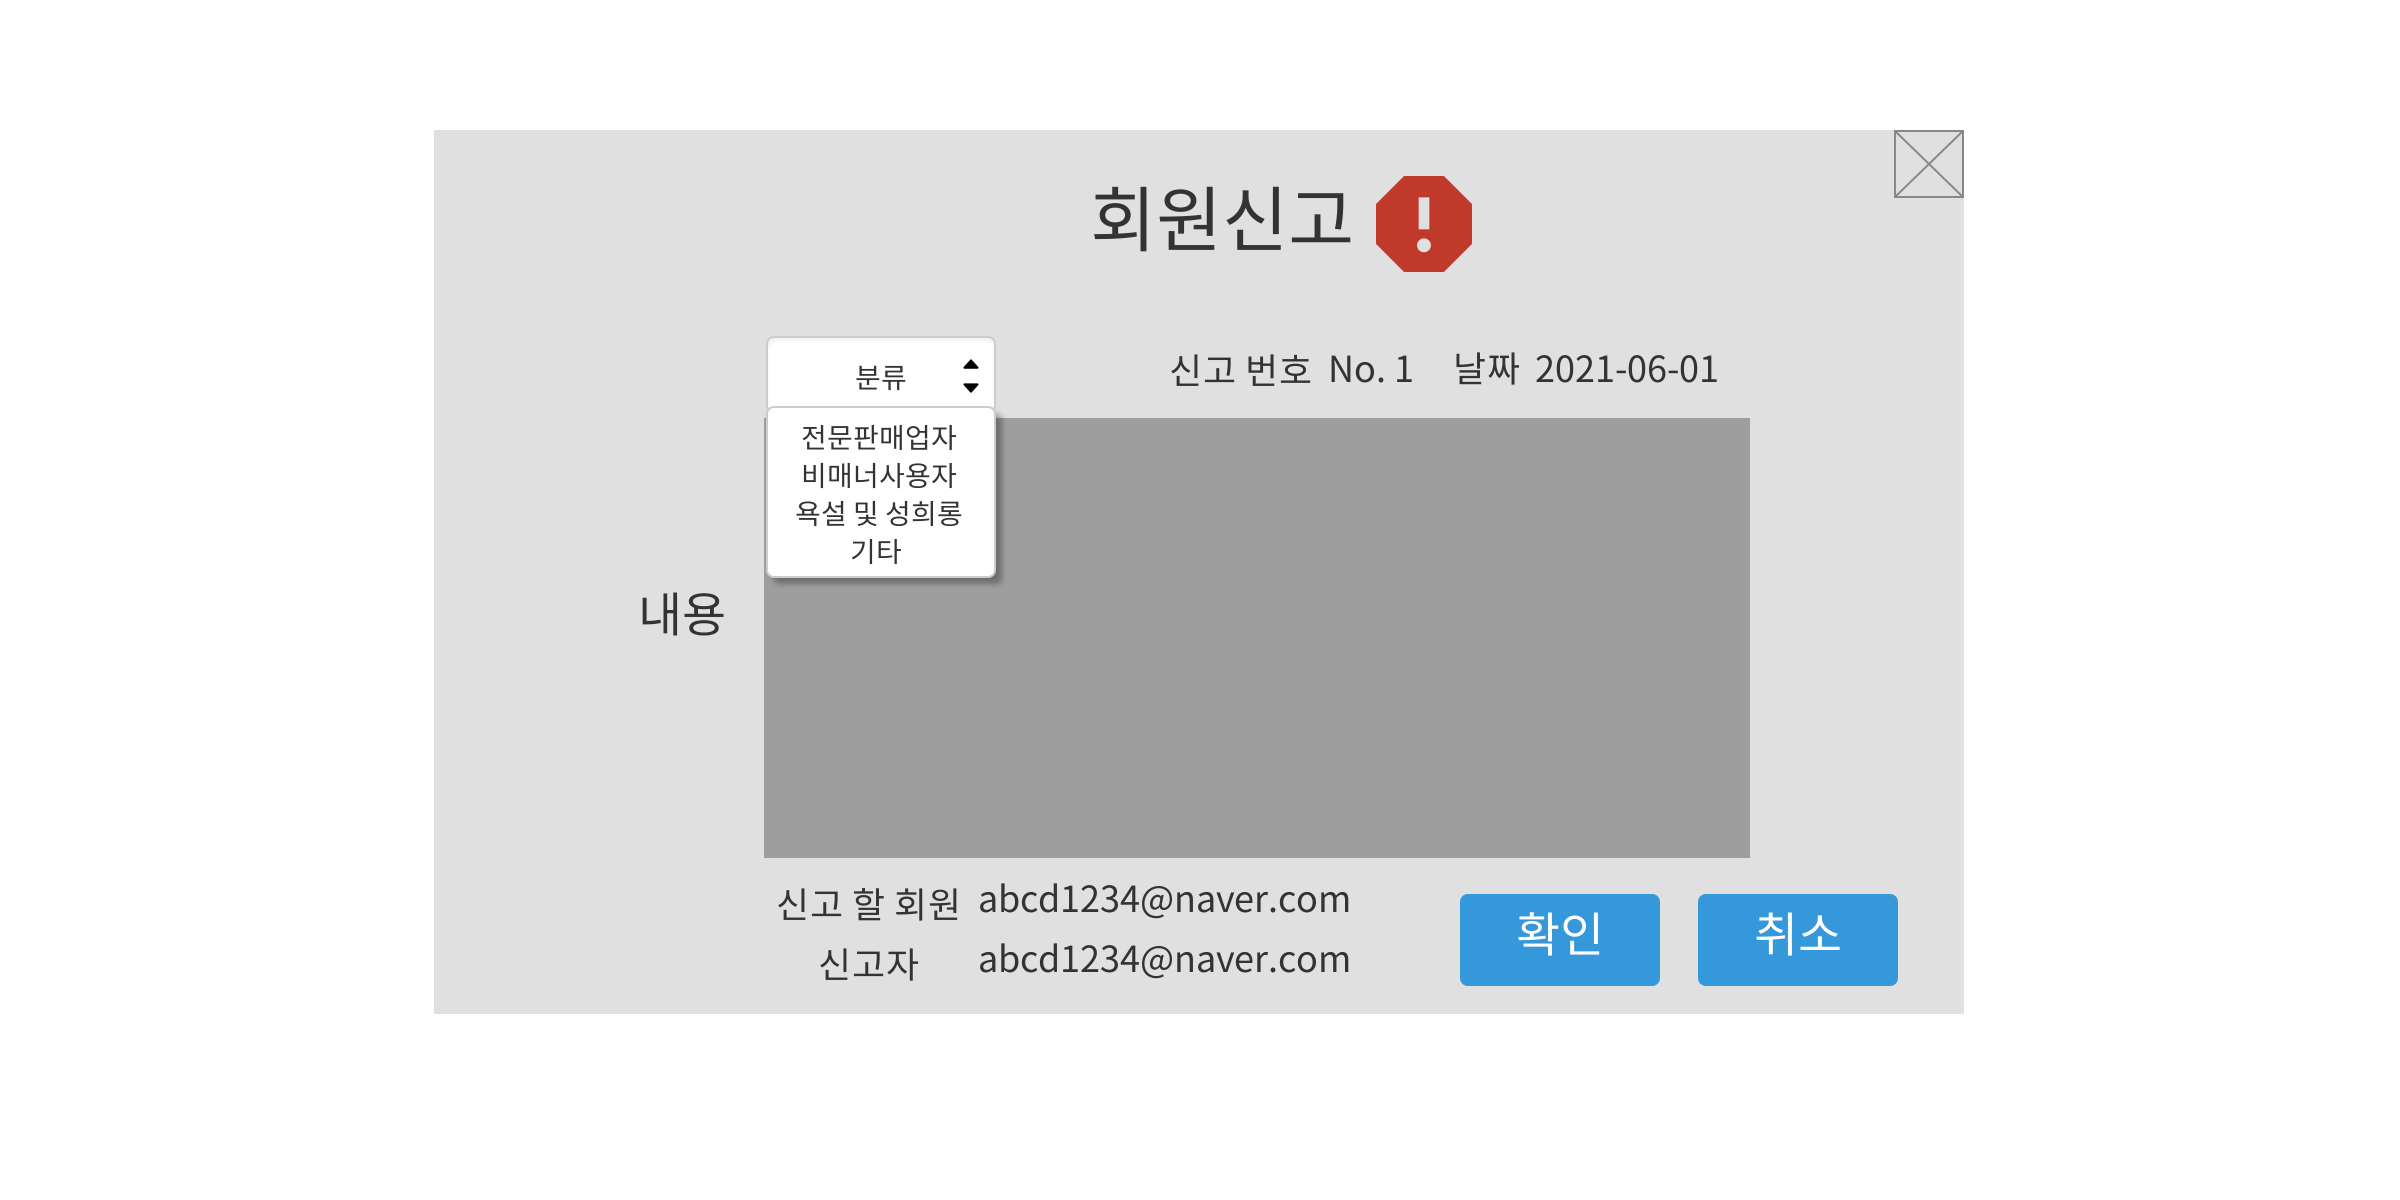 회원신고
분류
신고 번호 No. 1 날짜 2021-06-01
전문판매업자
비매너사용자
욕설 및 성희롱
기타
내용
신고 할 회원 abcd1234@naver.com
신고자 abcd1234@naver.com
확인 취소